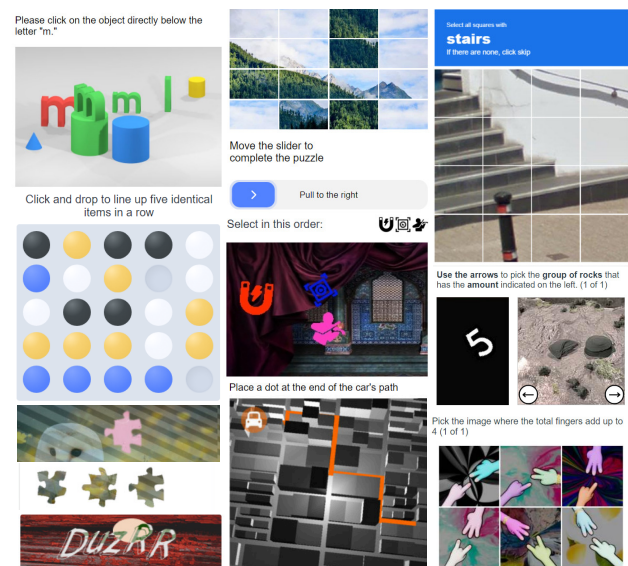 Please click on the object directly below the
letter "m."
m m m l
Click and drop to line up five identical
items in a row
DuzRR
Move the slider to
complete the puzzle
Pull to the right
Select in this order:
Place a dot at the end of the car's path
Select all squares with
stairs
If there are none, click skip
Use the arrows to pick the group of rocks that
has the amount indicated on the left. (1 of 1)
5
Pick the image where the total fingers add up to
4 (1 of 1)